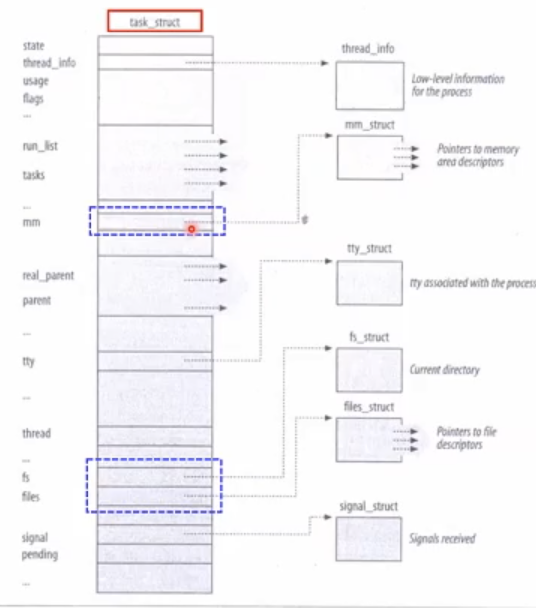 task_struct
state
thread_info
usage
flags
...
run_list
tasks
...
mm
real_parent
parent
...
tty
...
thread
...
fs
files
signal
pending
...
thread_info
Low-level information
for the process
mm_struct
Pointers to memory
area descriptors
tty_struct
tty associated with the process
fs_struct
Current directory
files_struct
Pointers to file
descriptors
signal_struct
Signals received